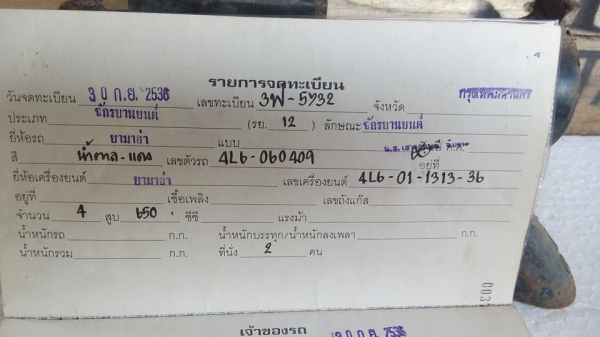 รายการจดทะเบียน
วันจดทะเบียน 30 ก.ย. 2536 เลขทะเบียน 3ฟ-5732 จังหวัด กรุงเทพมหานคร
ประเภท จักรยานยนต์ (รย. 12) ลักษณะ จักรยานยนต์
ยี่ห้อรถ ยามาฮ่า แบบ
สี น้ำตาล-แดง เลขตัวรถ 4L6-060409 อยู่ที่
ยี่ห้อเครื่องยนต์ ยามาฮ่า เลขเครื่องยนต์ 4L6-01-1313-36
อยู่ที่ เชื้อเพลิง เลขถังแก๊ส
จำนวน 4 สูบ 650 ซีซี แรงม้า
น้ำหนักรถ ก.ก. น้ำหนักบรรทุก/น้ำหนักลงเพลา ก.ก.
น้ำหนักรวม ก.ก. ที่นั่ง 2 คน
เจ้าของรถ
30 ก.ย. 2536